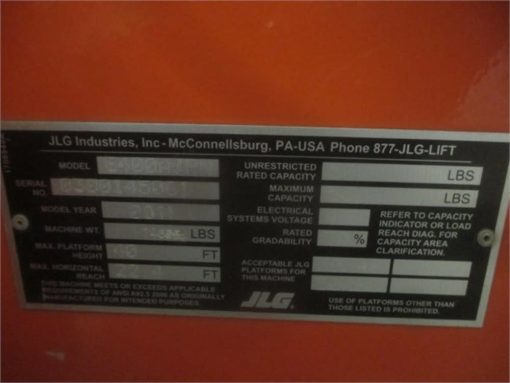 JLG Industries, Inc - McConnellsburg, PA-USA Phone 877-JLG-LIFT
MODEL
SERIAL NO.
MODEL YEAR 2011
MACHINE WT. LBS
MAX. PLATFORM HEIGHT FT
MAX. HORIZONTAL REACH FT
THIS MACHINE MEETS OR EXCEEDS APPLICABLE
REQUIREMENTS OF ANSI A92.5 2006 AS ORIGINALLY
MANUFACTURED FOR INTENDED PURPOSES.
UNRESTRICTED
RATED CAPACITY LBS
MAXIMUM
CAPACITY LBS
ELECTRICAL
SYSTEMS VOLTAGE
RATED
GRADABILITY %
REFER TO CAPACITY
INDICATOR OR LOAD
REACH DIAG. FOR
CAPACITY AREA
CLARIFICATION.
ACCEPTABLE JLG
PLATFORMS FOR
THIS MACHINE
JLG
USE OF PLATFORMS OTHER THAN
THOSE LISTED IS PROHIBITED.